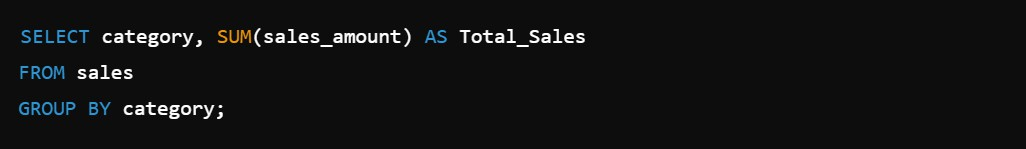 SELECT category, SUM(sales_amount) AS Total_Sales
FROM sales
GROUP BY category;